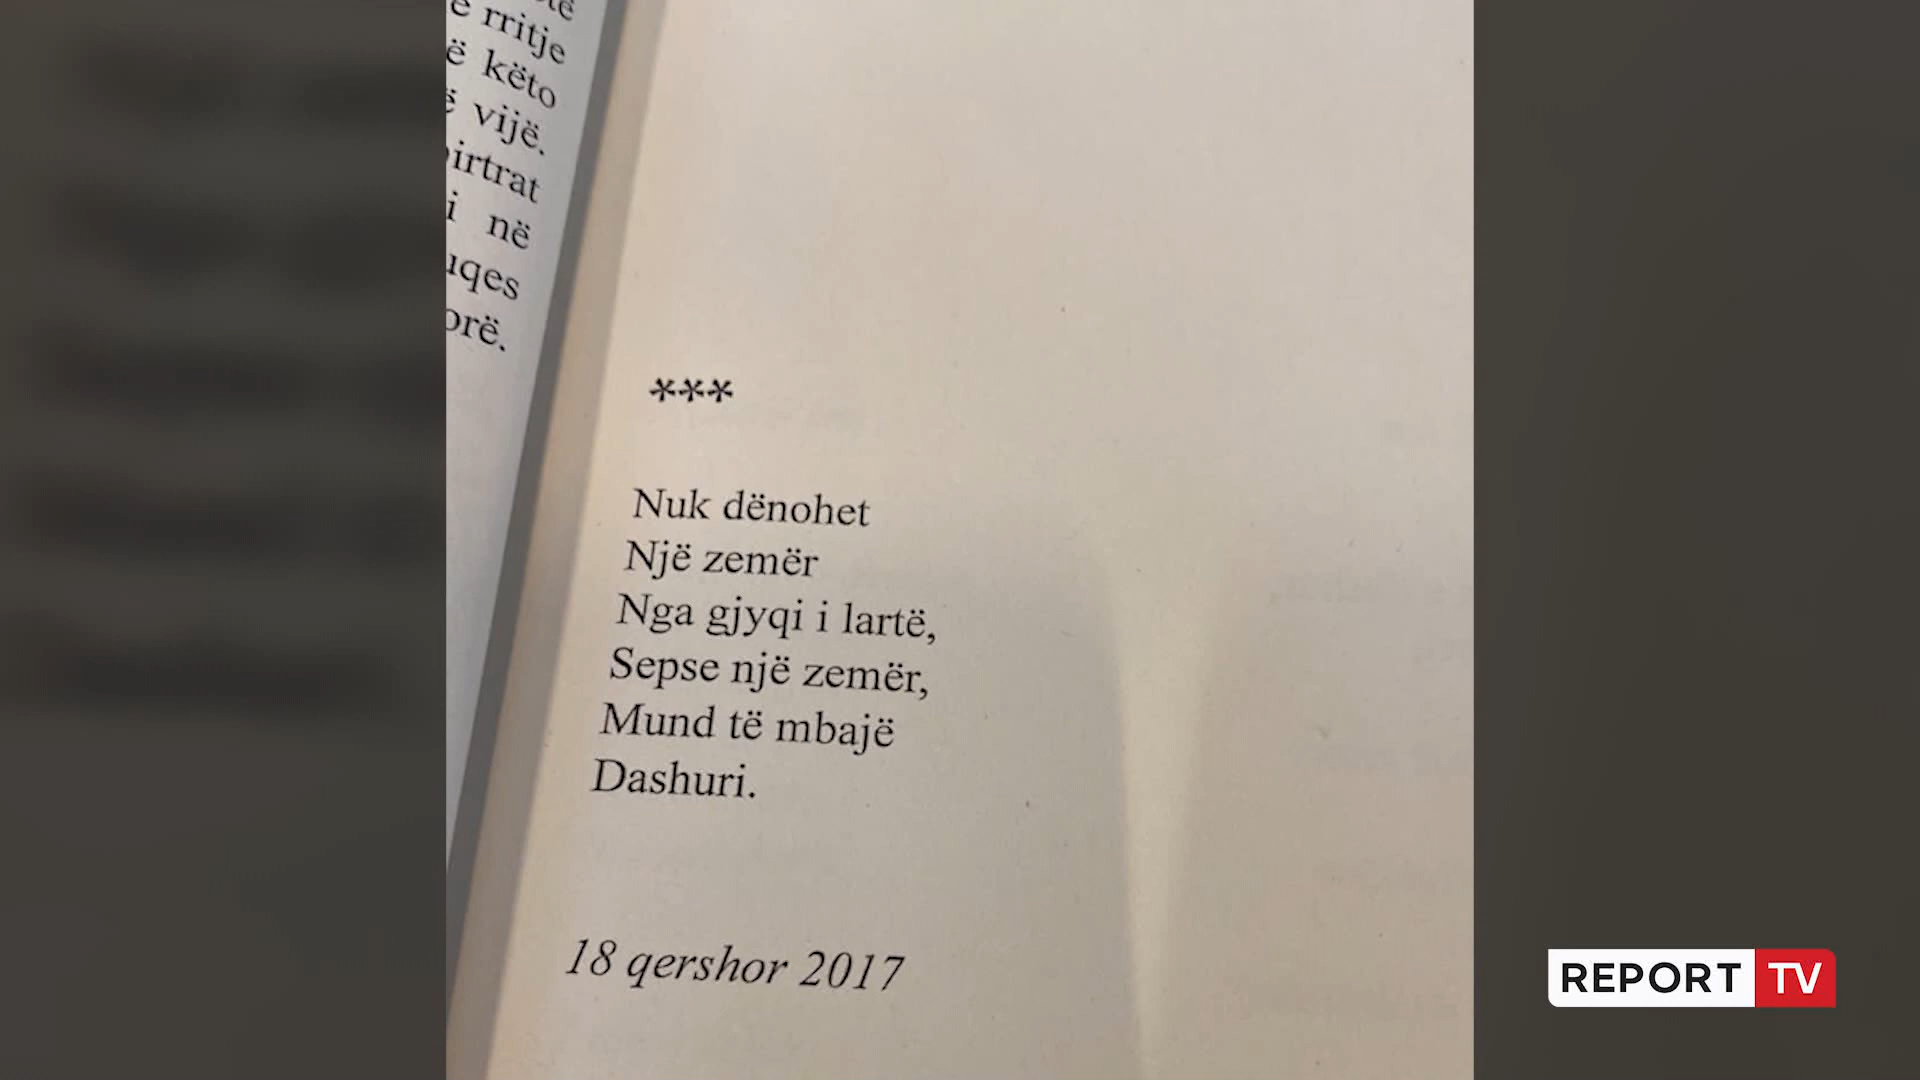 rritje
këto
vijë.
në
***
Nuk dënohet
Një zemër
Nga gjyqi i lartë,
Sepse një zemër,
Mund të mbajë
Dashuri.
18 qershor 2017
REPORT TV